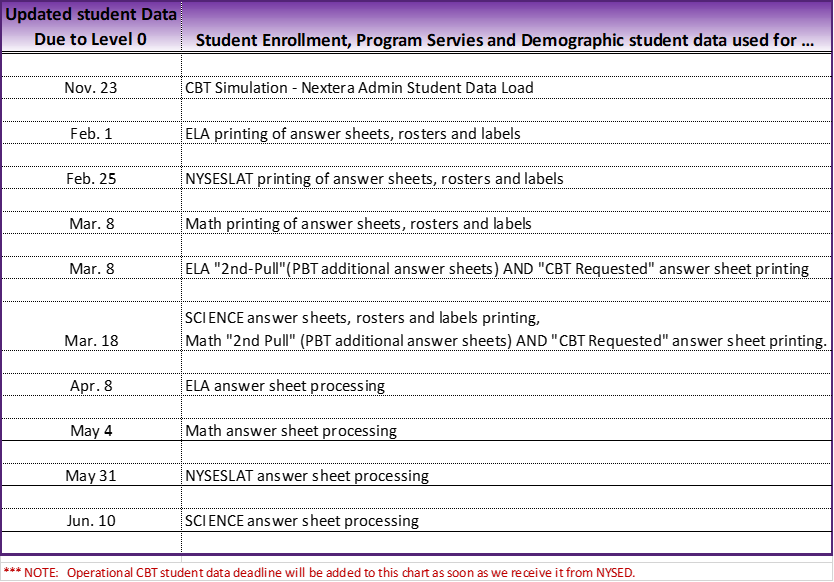 Updated student Data
Due to Level 0
Student Enrollment, Program Servies and Demographic student data used for ...
Nov. 23 CBT Simulation - Nextera Admin Student Data Load
Feb. 1 ELA printing of answer sheets, rosters and labels
Feb. 25 NYSESLAT printing of answer sheets, rosters and labels
Mar. 8 Math printing of answer sheets, rosters and labels
Mar. 8 ELA "2nd-Pull"(PBT additional answer sheets) AND "CBT Requested" answer sheet printing
SCIENCE answer sheets, rosters and labels printing,
Mar. 18 Math "2nd Pull" (PBT additional answer sheets) AND "CBT Requested" answer sheet printing.
Apr. 8 ELA answer sheet processing
May 4 Math answer sheet processing
May 31 NYSESLAT answer sheet processing
Jun. 10 SCIENCE answer sheet processing
*** NOTE: Operational CBT student data deadline will be added to this chart as soon as we receive it from NYSED.